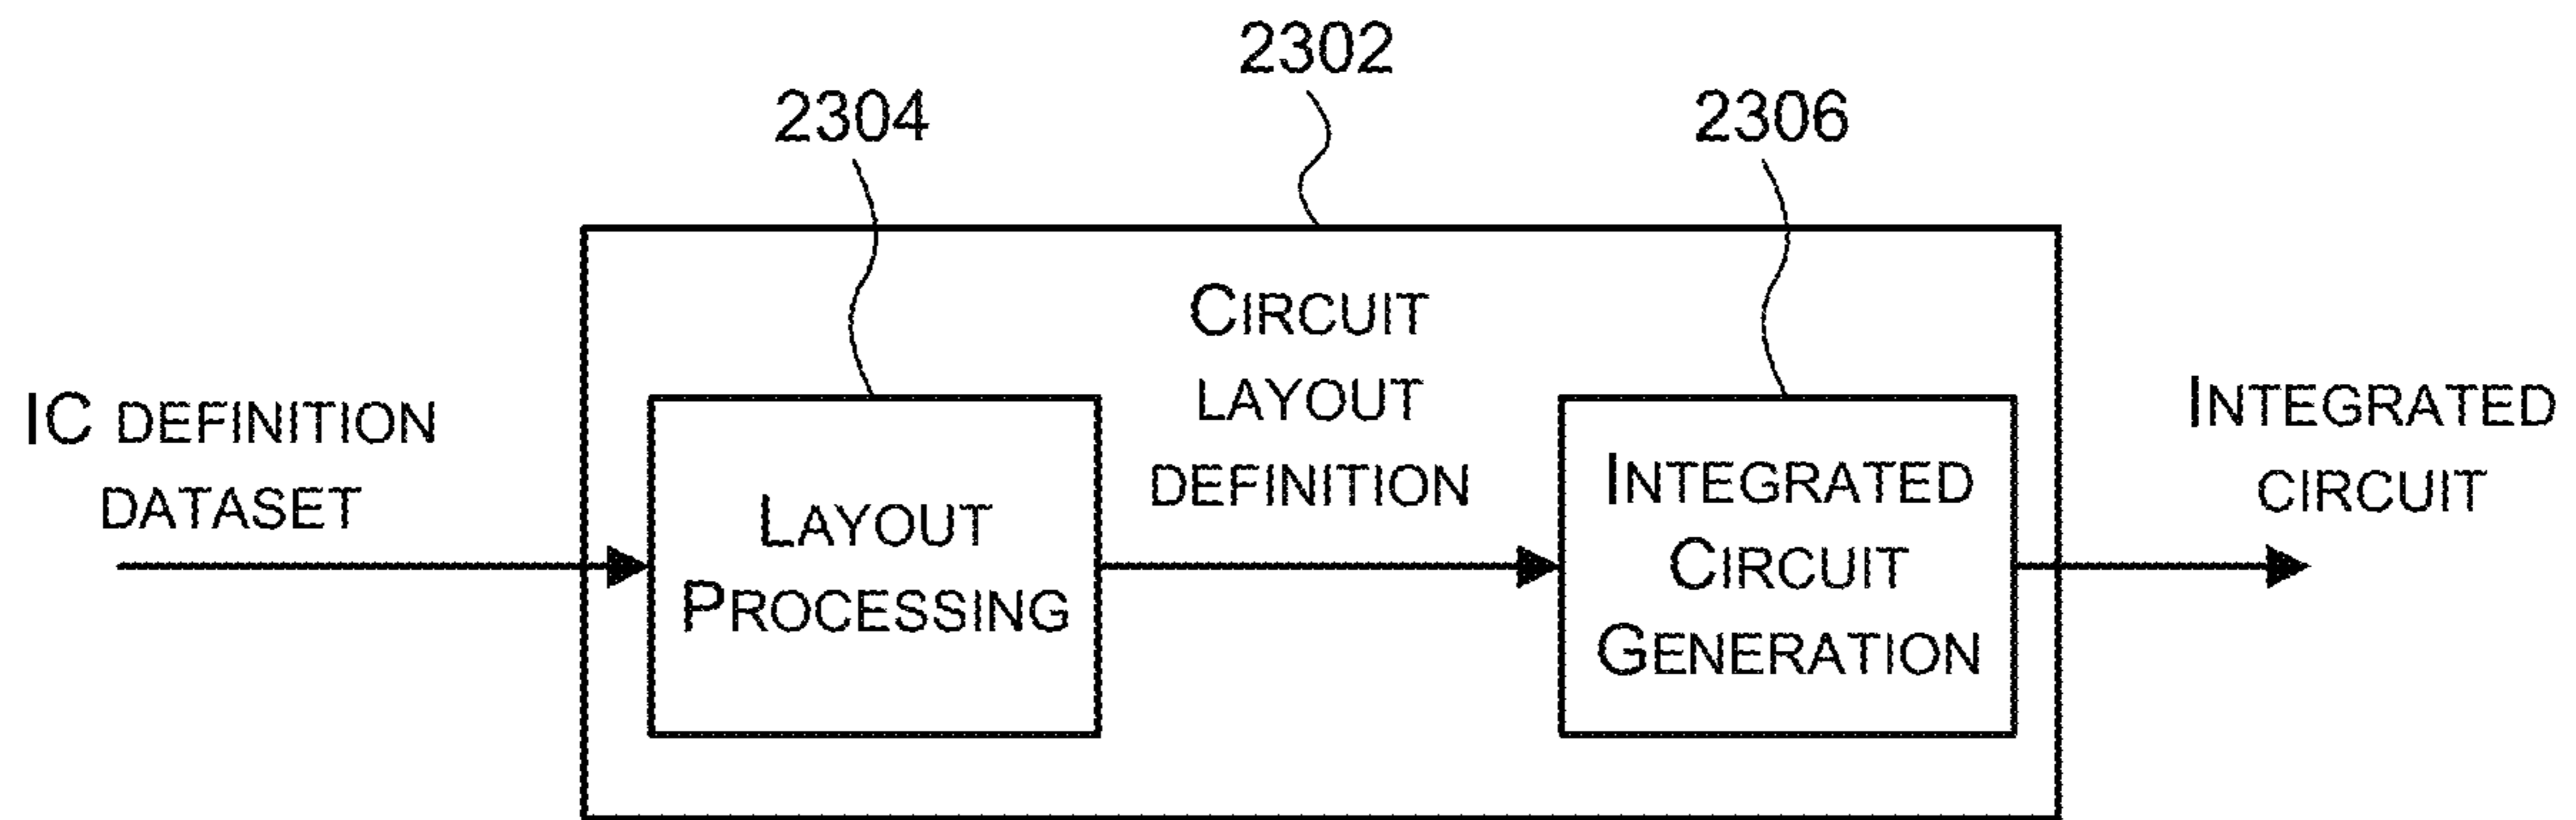 2302
2304
2306
CIRCUIT
LAYOUT
DEFINITION
IC DEFINITION
DATASET
LAYOUT
PROCESSING
INTEGRATED
CIRCUIT
GENERATION
INTEGRATED
CIRCUIT